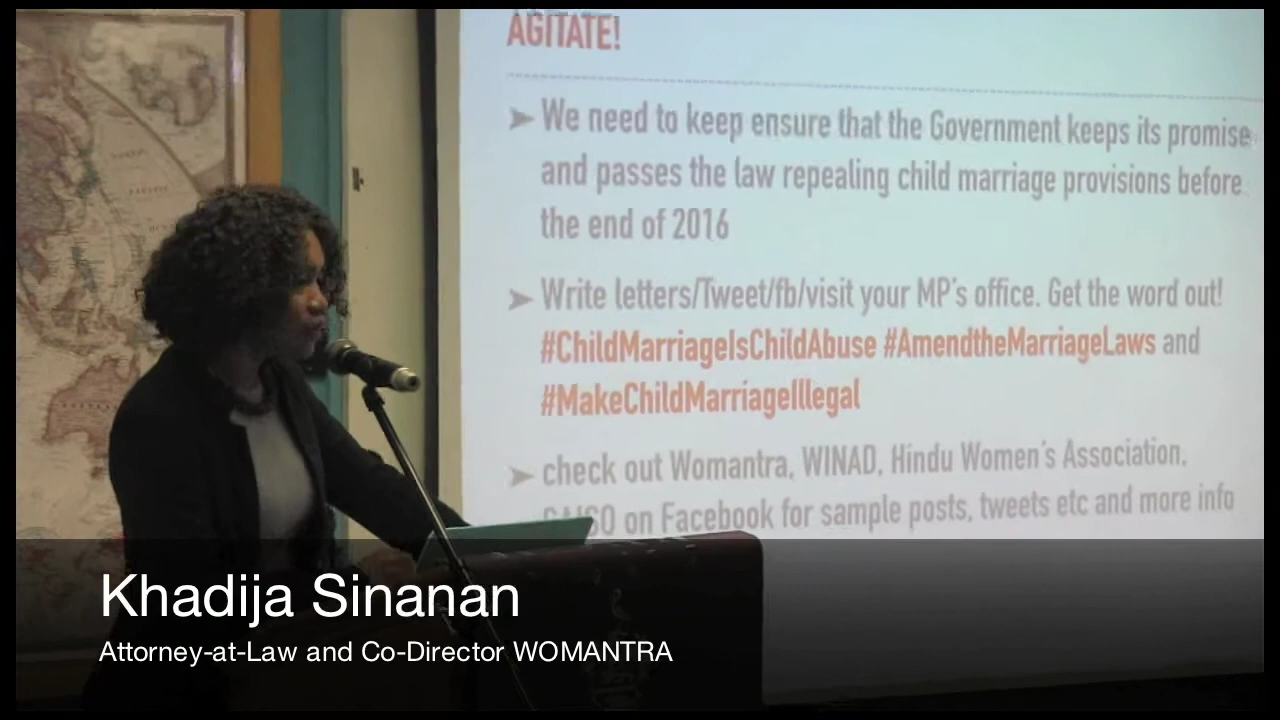 AGITATE!
➤ We need to keep ensure that the Government keeps its promise
and passes the law repealing child marriage provisions before
the end of 2016
➤ Write letters/Tweet/fb/visit your MP's office. Get the word out!
#ChildMarriageIsChildAbuse #AmendtheMarriageLaws and
#MakeChildMarriageIllegal
➤ check out Womantra, WINAD, Hindu Women's Association,
on Facebook for sample posts, tweets etc and more info
Khadija Sinanan
Attorney-at-Law and Co-Director WOMANTRA